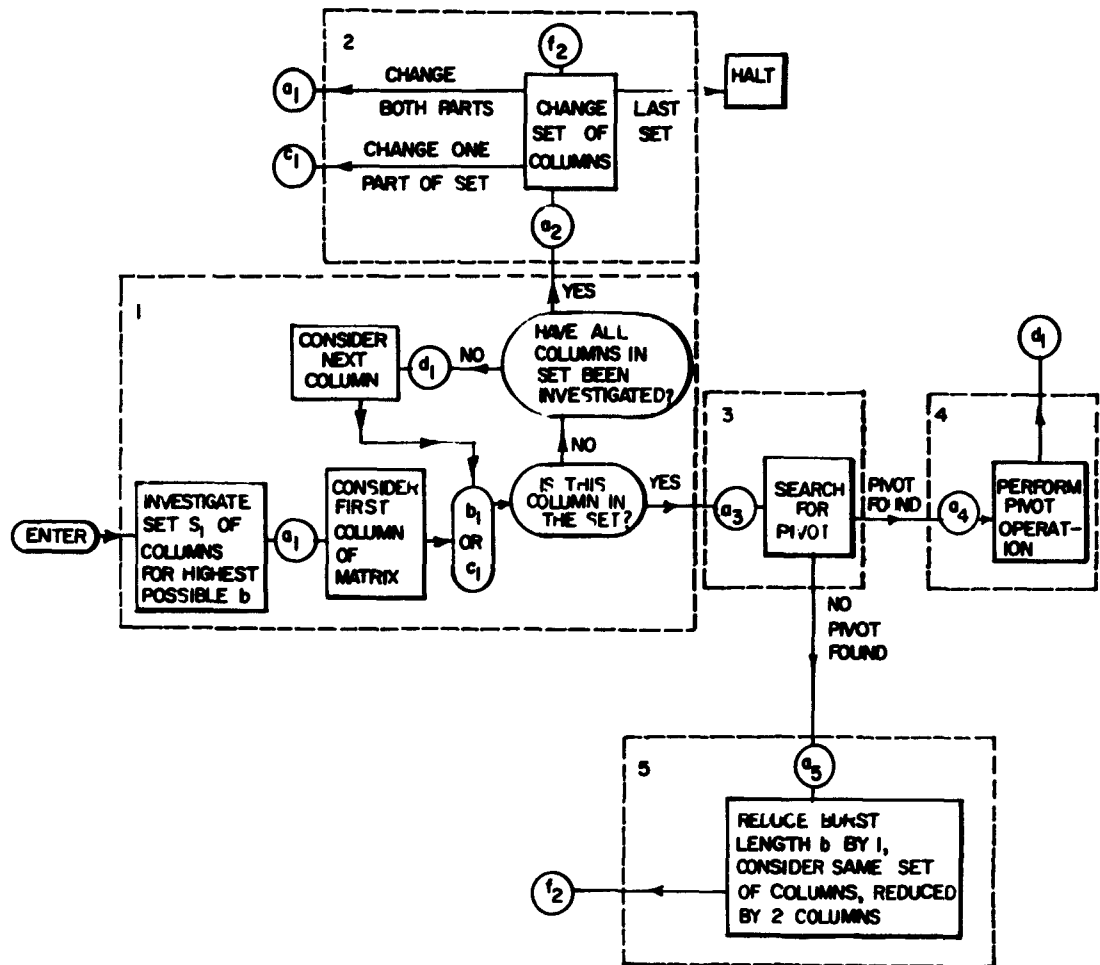 2
f2
CHANGE
BOTH PARTS
a1
CHANGE
SET OF
COLUMNS
LAST
SET
HALT
c1
CHANGE ONE
PART OF SET
a2
YES
1
CONSIDER
NEXT
COLUMN
d1
NO
HAVE ALL
COLUMNS IN
SET BEEN
INVESTIGATED?
NO
ENTER
INVESTIGATE
SET S1 OF
COLUMNS
FOR HIGHEST
POSSIBLE b
a1
CONSIDER
FIRST
COLUMN
OF
MATRIX
b1
OR
c1
IS THIS
COLUMN IN
THE SET?
YES
3
a3
SEARCH
FOR
PIVOT
PIVOT
FOUND
d1
4
a4
PERFORM
PIVOT
OPERAT-
ION
NO
PIVOT
FOUND
5
a5
REDUCE BURST
LENGTH b BY 1,
CONSIDER SAME SET
OF COLUMNS, REDUCED
BY 2 COLUMNS
f2